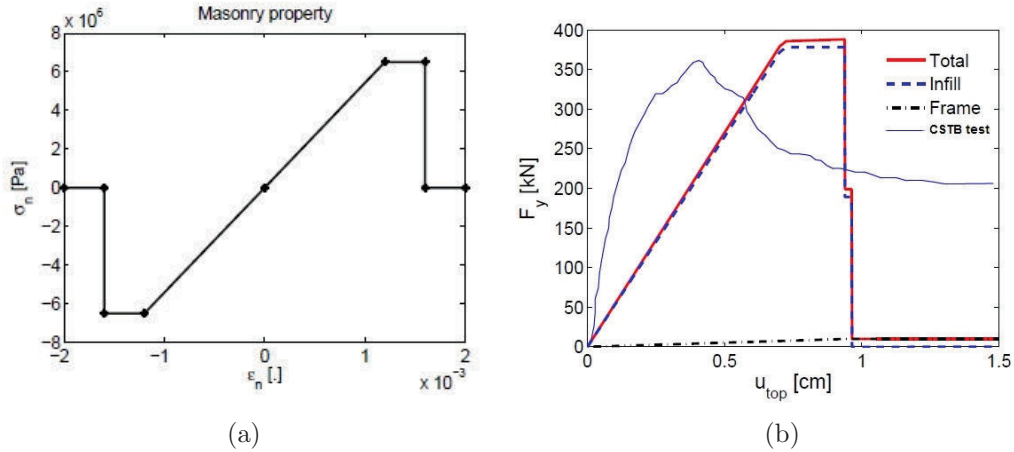 Masonry property
× 10⁶
8
6
4
2
0
−2
−4
−6
−8
σn [Pa]
−2
−1
0
1
2
εn [.]
× 10⁻³
(a)
400
350
300
250
200
150
100
50
0
Fy [kN]
Total
Infill
Frame
CSTB test
0
0.5
1
1.5
utop [cm]
(b)